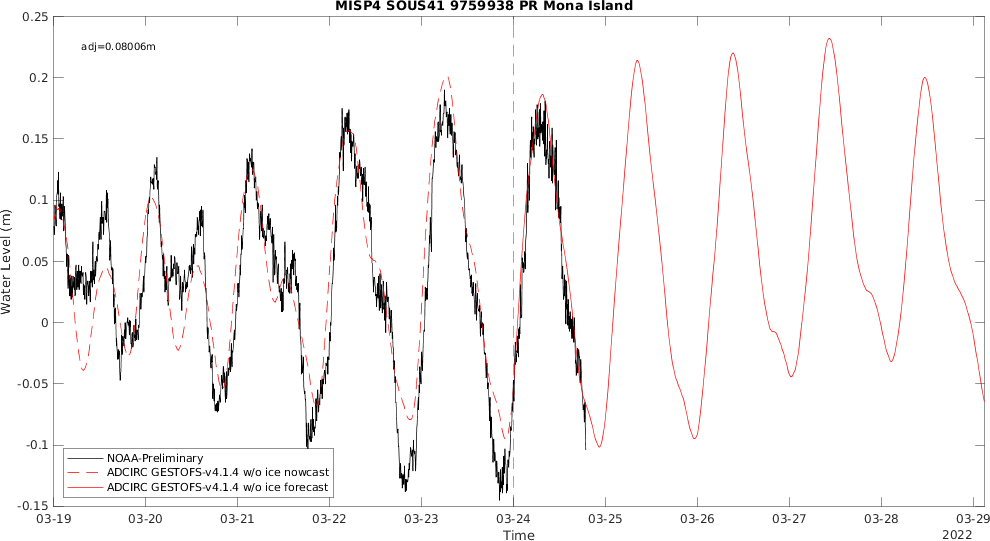 MISP4 SOUS41 9759938 PR Mona Island
adj=0.08006m
0.25
0.2
0.15
0.1
0.05
0
-0.05
-0.1
-0.15
Water Level (m)
NOAA-Preliminary
ADCIRC GESTOFS-v4.1.4 w/o ice nowcast
ADCIRC GESTOFS-v4.1.4 w/o ice forecast
03-19 03-20 03-21 03-22 03-23 03-24 03-25 03-26 03-27 03-28 03-29
Time
2022